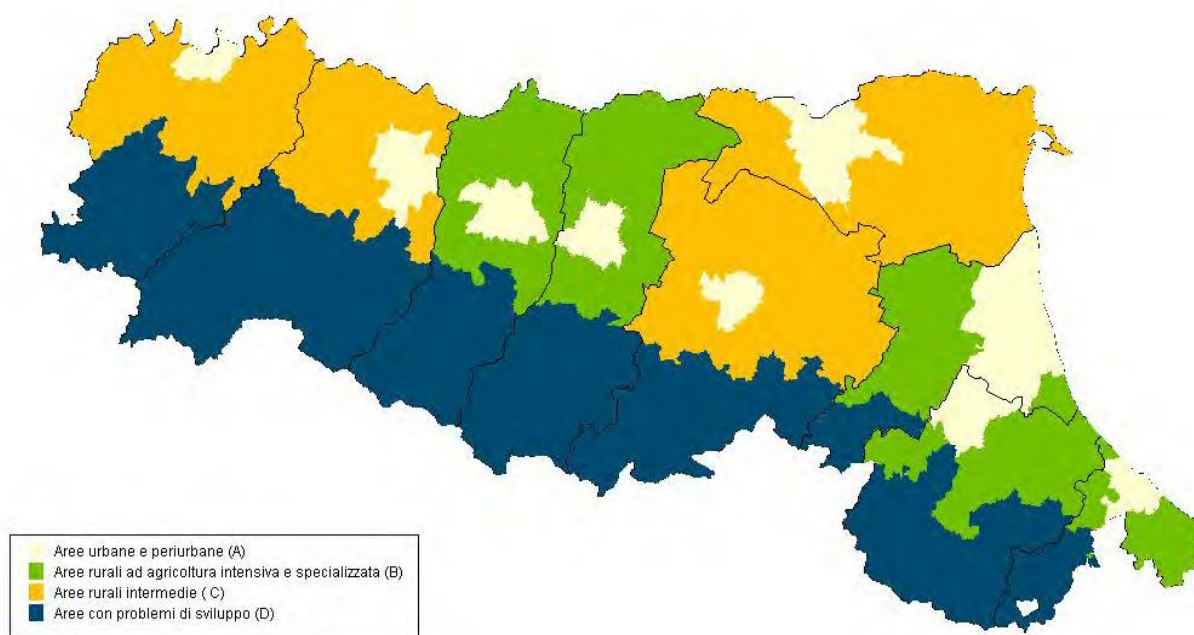 Aree urbane e periurbane (A)
Aree rurali ad agricoltura intensiva e specializzata (B)
Aree rurali intermedie ( C)
Aree con problemi di sviluppo (D)